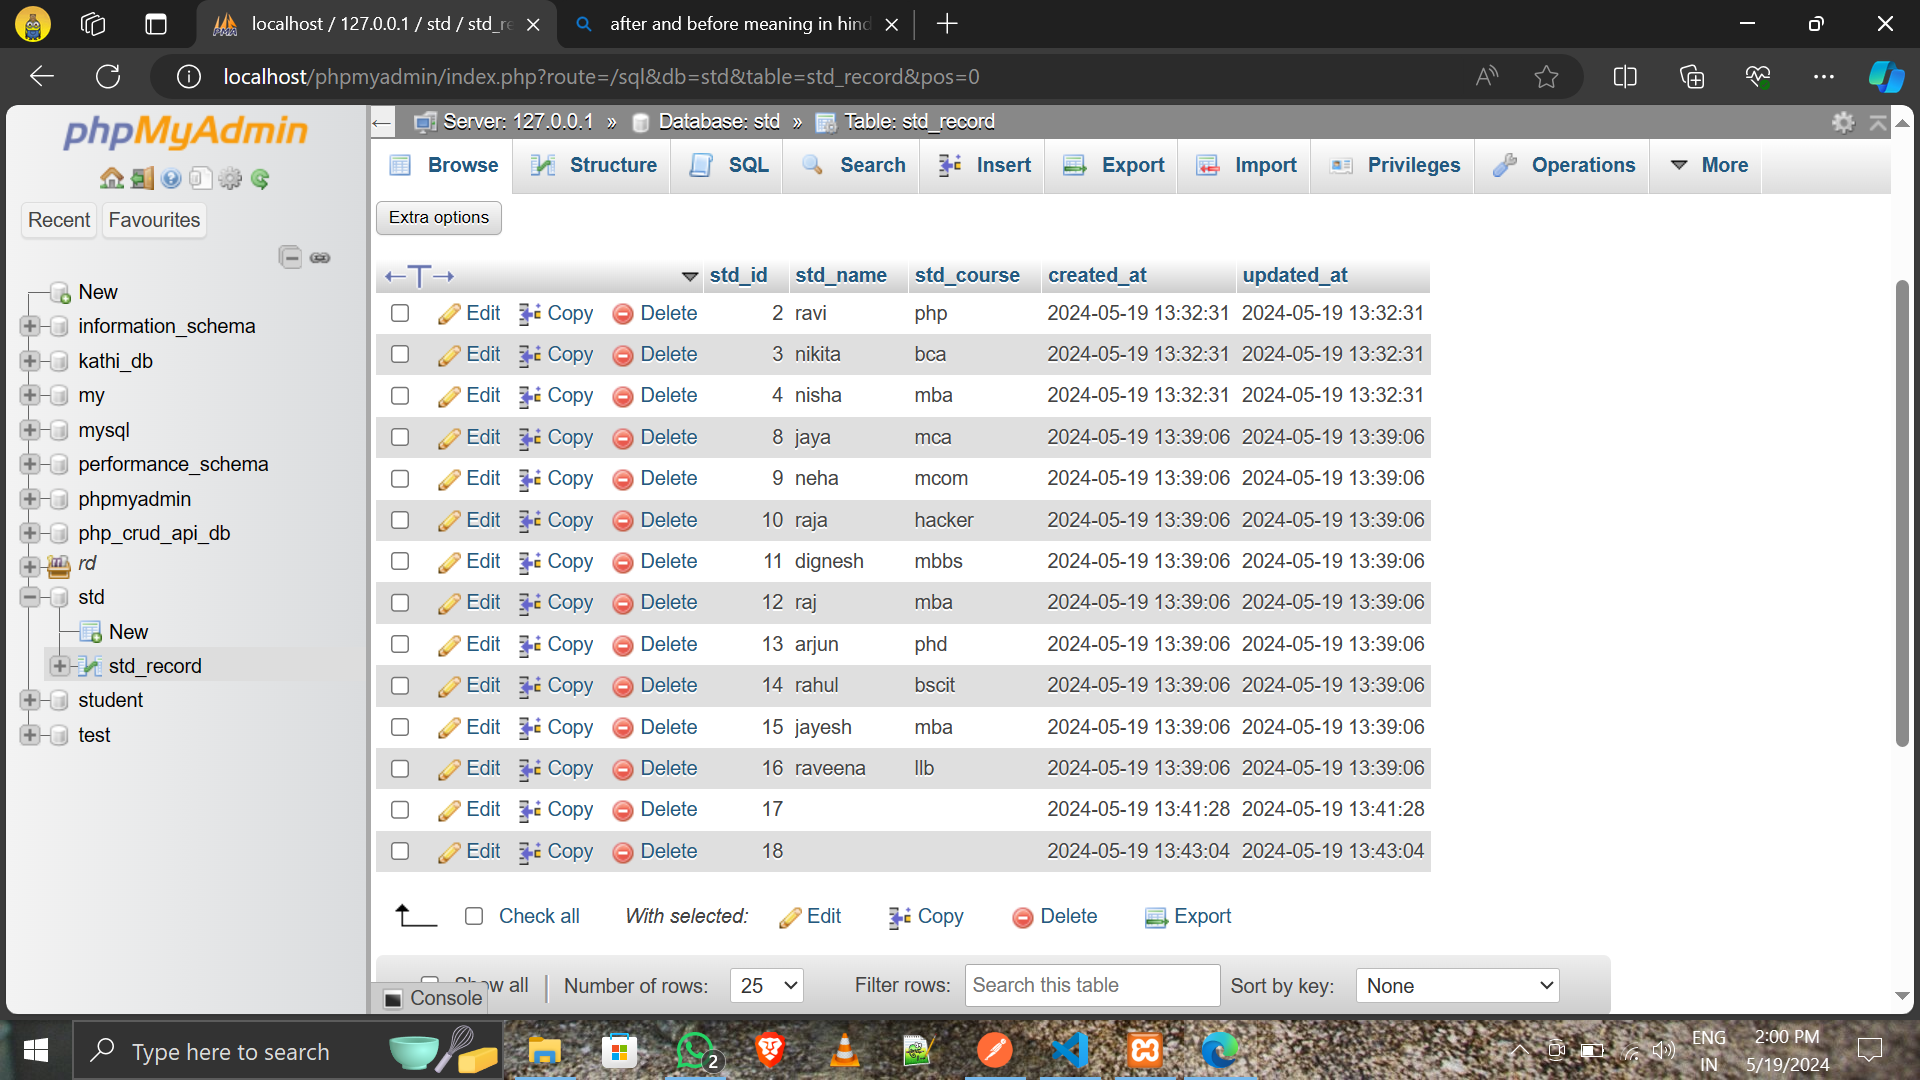 localhost / 127.0.0.1 / std / std_re
after and before meaning in hind
localhost/phpmyadmin/index.php?route=/sql&db=std&table=std_record&pos=0
phpMyAdmin
Recent Favourites
New
information_schema
kathi_db
my
mysql
performance_schema
phpmyadmin
php_crud_api_db
rd
std
New
std_record
student
test
Server: 127.0.0.1 » Database: std » Table: std_record
Browse Structure SQL Search Insert Export Import Privileges Operations More
Extra options
std_id std_name std_course created_at updated_at
Edit Copy Delete 2 ravi php 2024-05-19 13:32:31 2024-05-19 13:32:31
Edit Copy Delete 3 nikita bca 2024-05-19 13:32:31 2024-05-19 13:32:31
Edit Copy Delete 4 nisha mba 2024-05-19 13:32:31 2024-05-19 13:32:31
Edit Copy Delete 8 jaya mca 2024-05-19 13:39:06 2024-05-19 13:39:06
Edit Copy Delete 9 neha mcom 2024-05-19 13:39:06 2024-05-19 13:39:06
Edit Copy Delete 10 raja hacker 2024-05-19 13:39:06 2024-05-19 13:39:06
Edit Copy Delete 11 dignesh mbbs 2024-05-19 13:39:06 2024-05-19 13:39:06
Edit Copy Delete 12 raj mba 2024-05-19 13:39:06 2024-05-19 13:39:06
Edit Copy Delete 13 arjun phd 2024-05-19 13:39:06 2024-05-19 13:39:06
Edit Copy Delete 14 rahul bscit 2024-05-19 13:39:06 2024-05-19 13:39:06
Edit Copy Delete 15 jayesh mba 2024-05-19 13:39:06 2024-05-19 13:39:06
Edit Copy Delete 16 raveena llb 2024-05-19 13:39:06 2024-05-19 13:39:06
Edit Copy Delete 17 2024-05-19 13:41:28 2024-05-19 13:41:28
Edit Copy Delete 18 2024-05-19 13:43:04 2024-05-19 13:43:04
Check all With selected: Edit Copy Delete Export
Show all Number of rows: 25 Filter rows: Search this table Sort by key: None
Console
Type here to search
2
ENG
IN
2:00 PM
5/19/2024